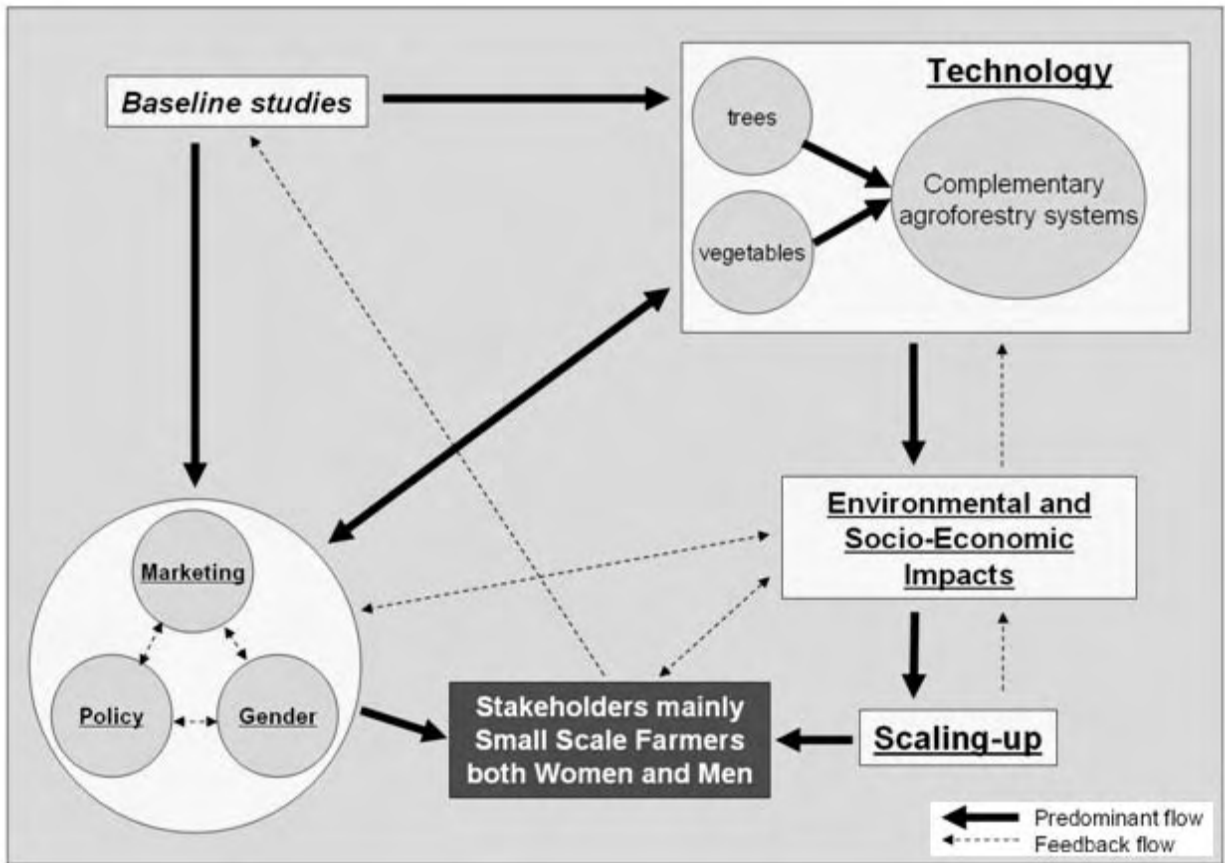 Baseline studies
Technology
trees
vegetables
Complementary
agroforestry systems
Environmental and
Socio-Economic
Impacts
Marketing
Policy
Gender
Stakeholders mainly
Small Scale Farmers
both Women and Men
Scaling-up
Predominant flow
Feedback flow